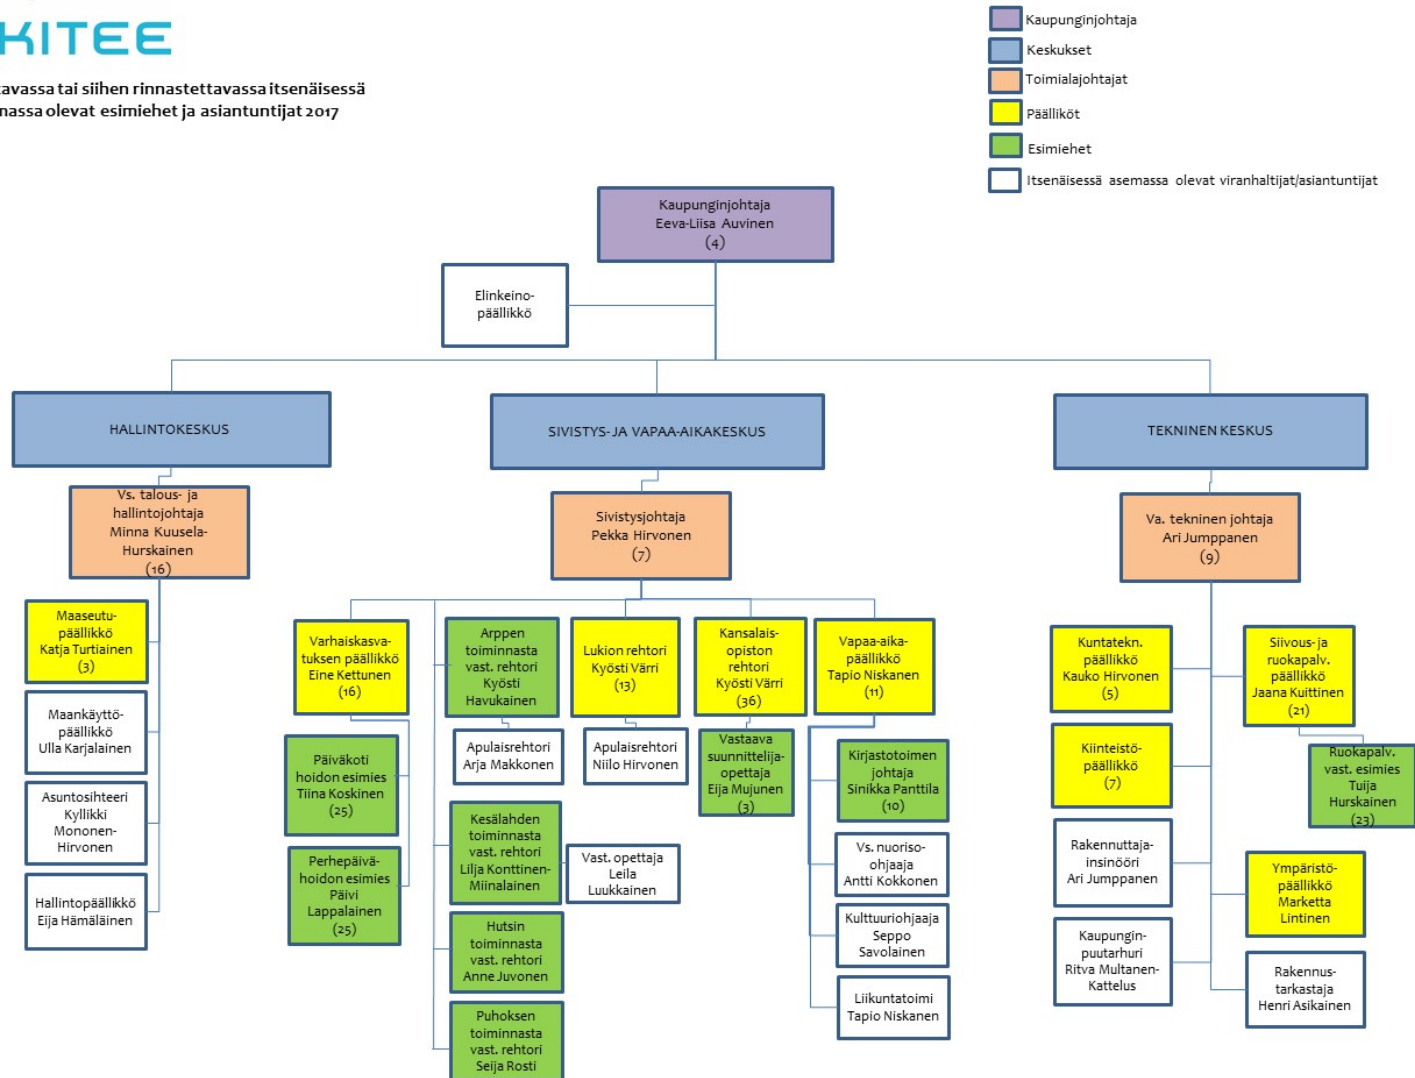 KITEE
tavassa tai siihen rinnastettavassa itsenäisessä
massa olevat esimiehet ja asiantuntijat 2017
Kaupunginjohtaja
Keskukset
Toimialajohtajat
Päälliköt
Esimiehet
Itsenäisessä asemassa olevat viranhaltijat/asiantuntijat
Kaupunginjohtaja
Eeva-Liisa Auvinen
(4)
Elinkeino-
päällikkö
HALLINTOKESKUS
SIVISTYS- JA VAPAA-AIKAKESKUS
TEKNINEN KESKUS
Vs. talous- ja
hallintojohtaja
Minna Kuusela-
Hurskainen
(16)
Sivistysjohtaja
Pekka Hirvonen
(7)
Va. tekninen johtaja
Ari Jumppanen
(9)
Maaseutu-
päällikkö
Katja Turtiainen
(3)
Maankäyttö-
päällikkö
Ulla Karjalainen
Asuntosihteeri
Kyllikki
Mononen-
Hirvonen
Hallintopäällikkö
Eija Hämäläinen
Varhaiskasva-
tuksen päällikkö
Eine Kettunen
(16)
Päiväkoti
hoidon esimies
Tiina Koskinen
(25)
Perhepäivä-
hoidon esimies
Päivi
Lappalainen
(25)
Arppen
toiminnasta
vast. rehtori
Kyösti
Havukainen
Apulaisrehtori
Arja Makkonen
Kesälahden
toiminnasta
vast. rehtori
Lilja Konttinen-
Miinalainen
Vast. opettaja
Leila
Luukkainen
Hutsin
toiminnasta
vast. rehtori
Anne Juvonen
Puhoksen
toiminnasta
vast. rehtori
Seija Rosti
Lukion rehtori
Kyösti Värri
(13)
Apulaisrehtori
Niilo Hirvonen
Kansalais-
opiston
rehtori
Kyösti Värri
(36)
Vastaava
suunnittelija-
opettaja
Eija Mujunen
(3)
Vapaa-aika-
päällikkö
Tapio Niskanen
(11)
Kirjastotoimen
johtaja
Sinikka Panttila
(10)
Vs. nuoriso-
ohjaaja
Antti Kokkonen
Kulttuuriohjaaja
Seppo
Savolainen
Liikuntatoimi
Tapio Niskanen
Kuntatekn.
päällikkö
Kauko Hirvonen
(5)
Kiinteistö-
päällikkö
(7)
Rakennuttaja-
insinööri
Ari Jumppanen
Kaupungin-
puutarhuri
Ritva Multanen-
Kattelus
Siivous- ja
ruokapalv.
päällikkö
Jaana Kuittinen
(21)
Ruokapalv.
vast. esimies
Tuija
Hurskainen
(23)
Ympäristö-
päällikkö
Marketta
Lintinen
Rakennus-
tarkastaja
Henri Asikainen